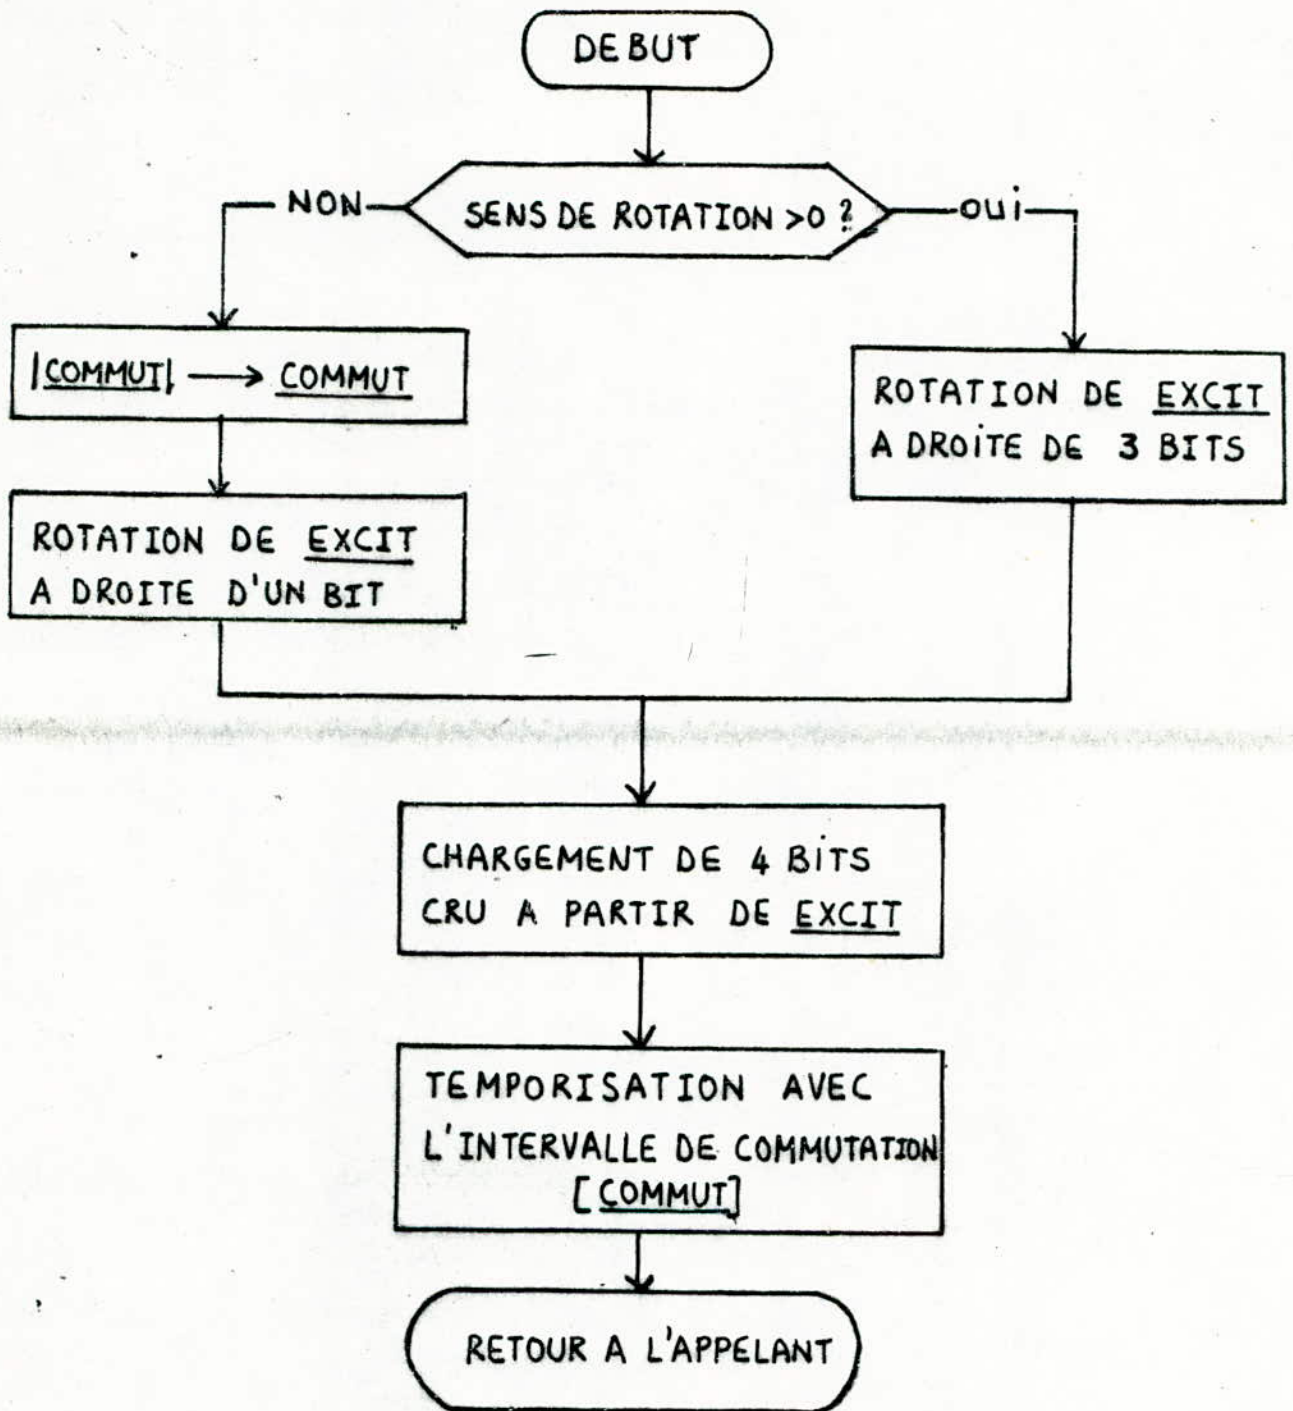 DEBUT
SENS DE ROTATION >0 ?
NON
OUi
|COMMUT| → COMMUT
ROTATION DE EXCIT
A DROITE D'UN BIT
ROTATION DE EXCIT
A DROiTE DE 3 BITS
CHARGEMENT DE 4 BiTS
CRU A PARTIR DE EXCIT
TEMPORISATION AVEC
L'INTERVALLE DE COMMUTATION
[COMMUT]
RETOUR A L'APPELANT